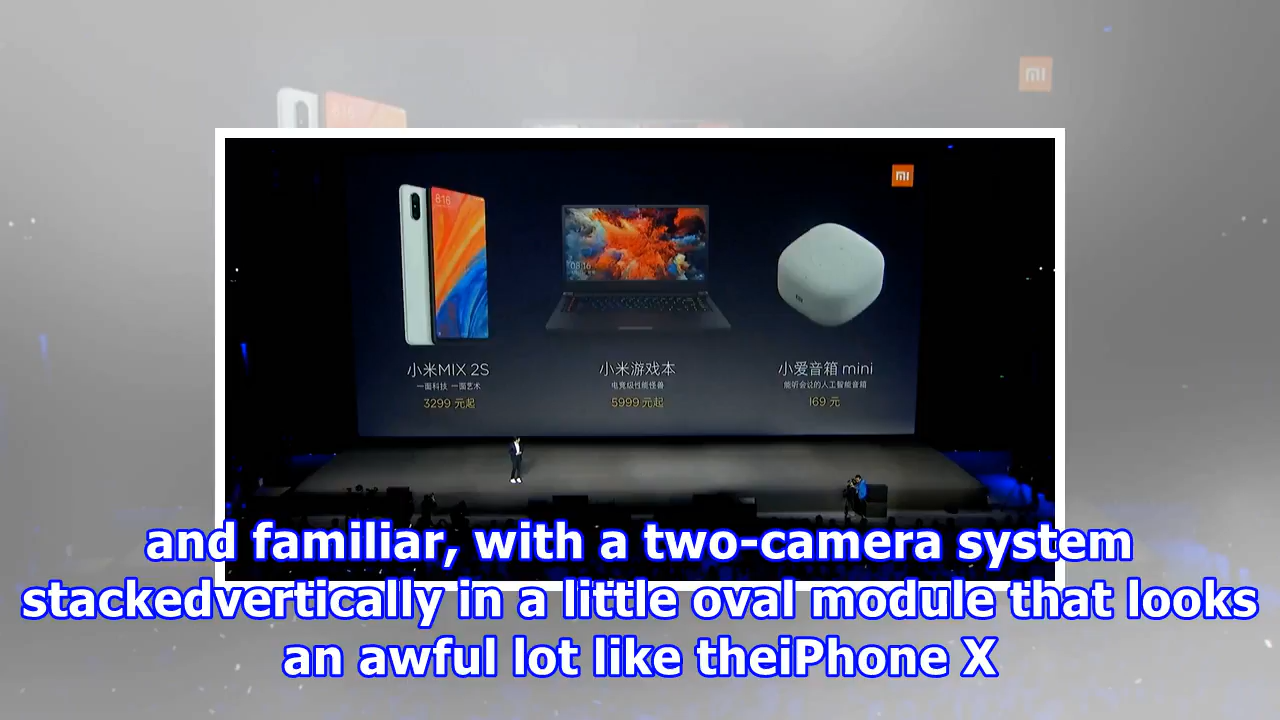 小米MIX 2S
小米游戏本
小爱音箱 mini
一面科技 一面艺术
电竞级性能怪兽
能听会说的人工智能音箱
3299 元起
5999 元起
169 元
816
08:16
and familiar, with a two-camera system
stackedvertically in a little oval module that looks
an awful lot like theiPhone X